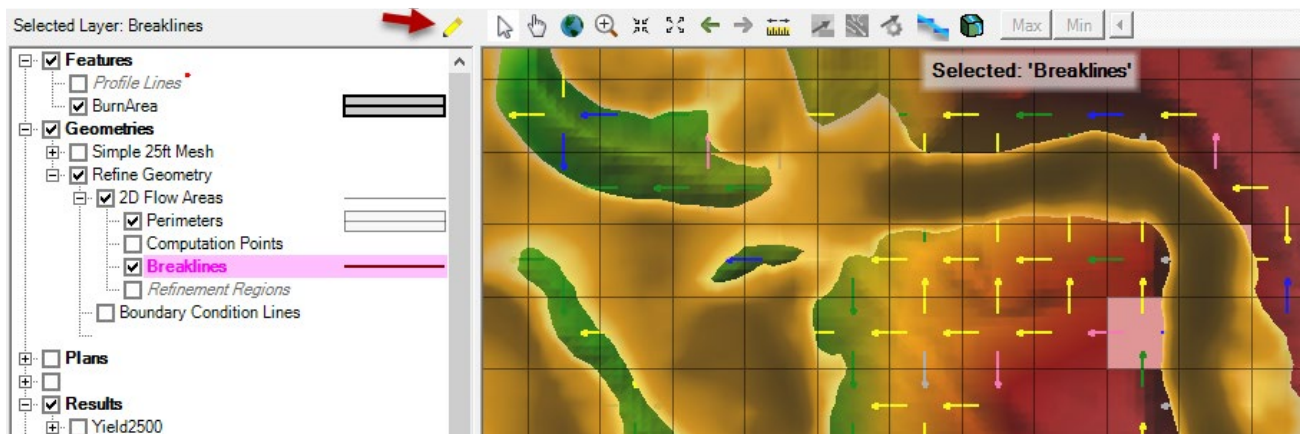 Selected Layer: Breaklines
Max Min
Features
Profile Lines
BurnArea
Geometries
Simple 25ft Mesh
Refine Geometry
2D Flow Areas
Perimeters
Computation Points
Breaklines
Refinement Regions
Boundary Condition Lines
Plans
Results
Yield2500
Selected: 'Breaklines'